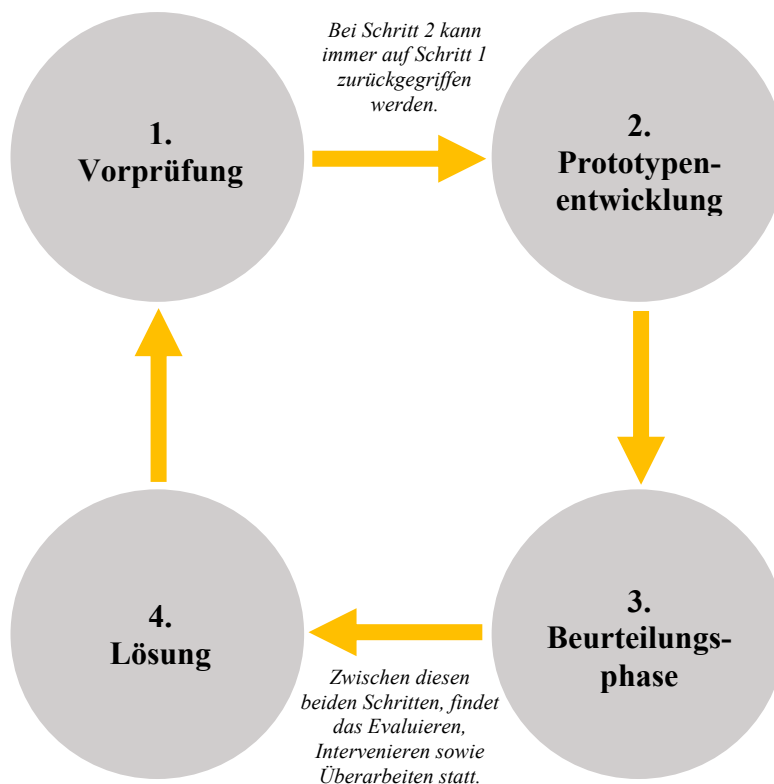 Bei Schritt 2 kann
immer auf Schritt 1
zurückgegriffen
werden.
1.
Vorprüfung
2.
Prototypen-
entwicklung
4.
Lösung
3.
Beurteilungs-
phase
Zwischen diesen
beiden Schritten, findet
das Evaluieren,
Intervenieren sowie
Überarbeiten statt.